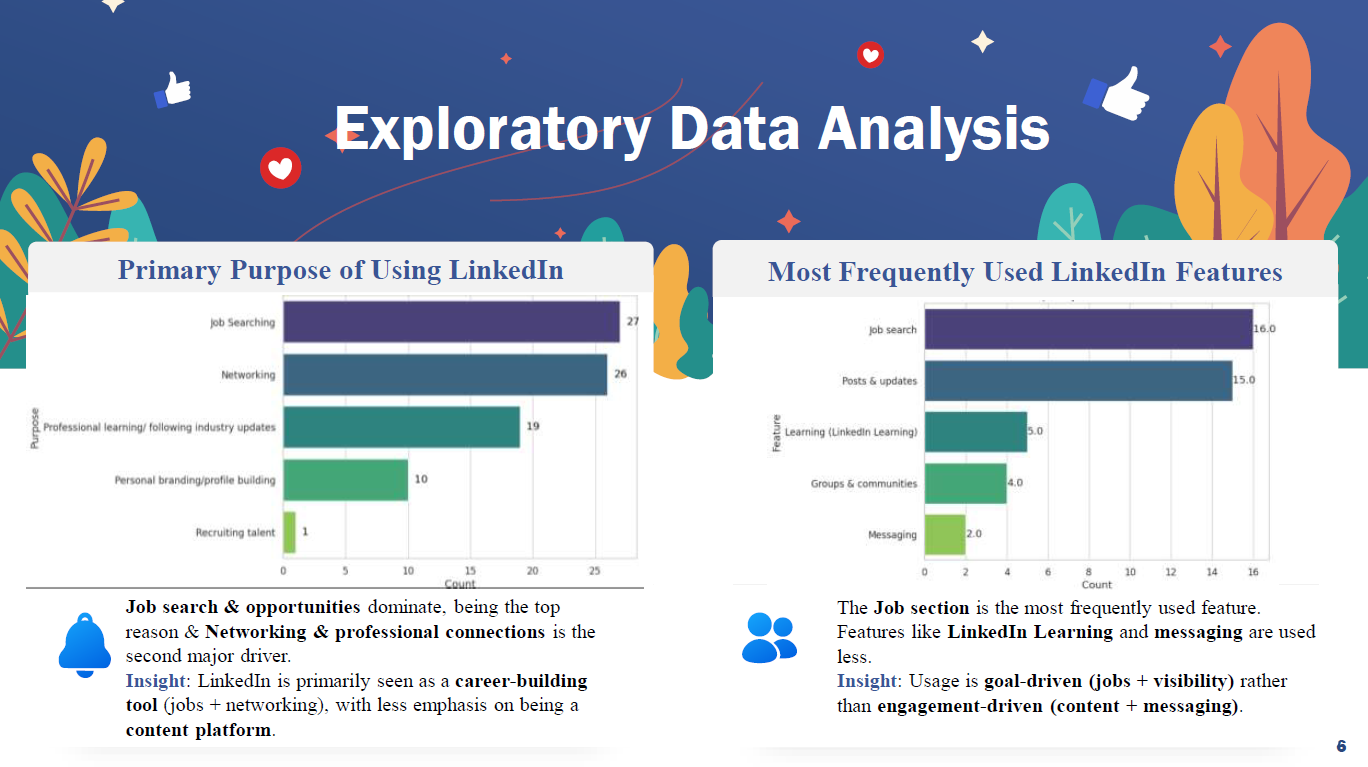 Exploratory Data Analysis
Primary Purpose of Using LinkedIn
Purpose
Job Searching
27
Networking
26
Professional learning/ following industry updates
19
Personal branding/profile building
10
Recruiting talent
1
0 5 10 15 20 25
Count
Job search & opportunities dominate, being the top
reason & Networking & professional connections is the
second major driver.
Insight: LinkedIn is primarily seen as a career-building
tool (jobs + networking), with less emphasis on being a
content platform.
Most Frequently Used LinkedIn Features
Feature
Job search
16.0
Posts & updates
15.0
Learning (LinkedIn Learning)
5.0
Groups & communities
4.0
Messaging
2.0
0 2 4 6 8 10 12 14 16
Count
The Job section is the most frequently used feature.
Features like LinkedIn Learning and messaging are used
less.
Insight: Usage is goal-driven (jobs + visibility) rather
than engagement-driven (content + messaging).
6